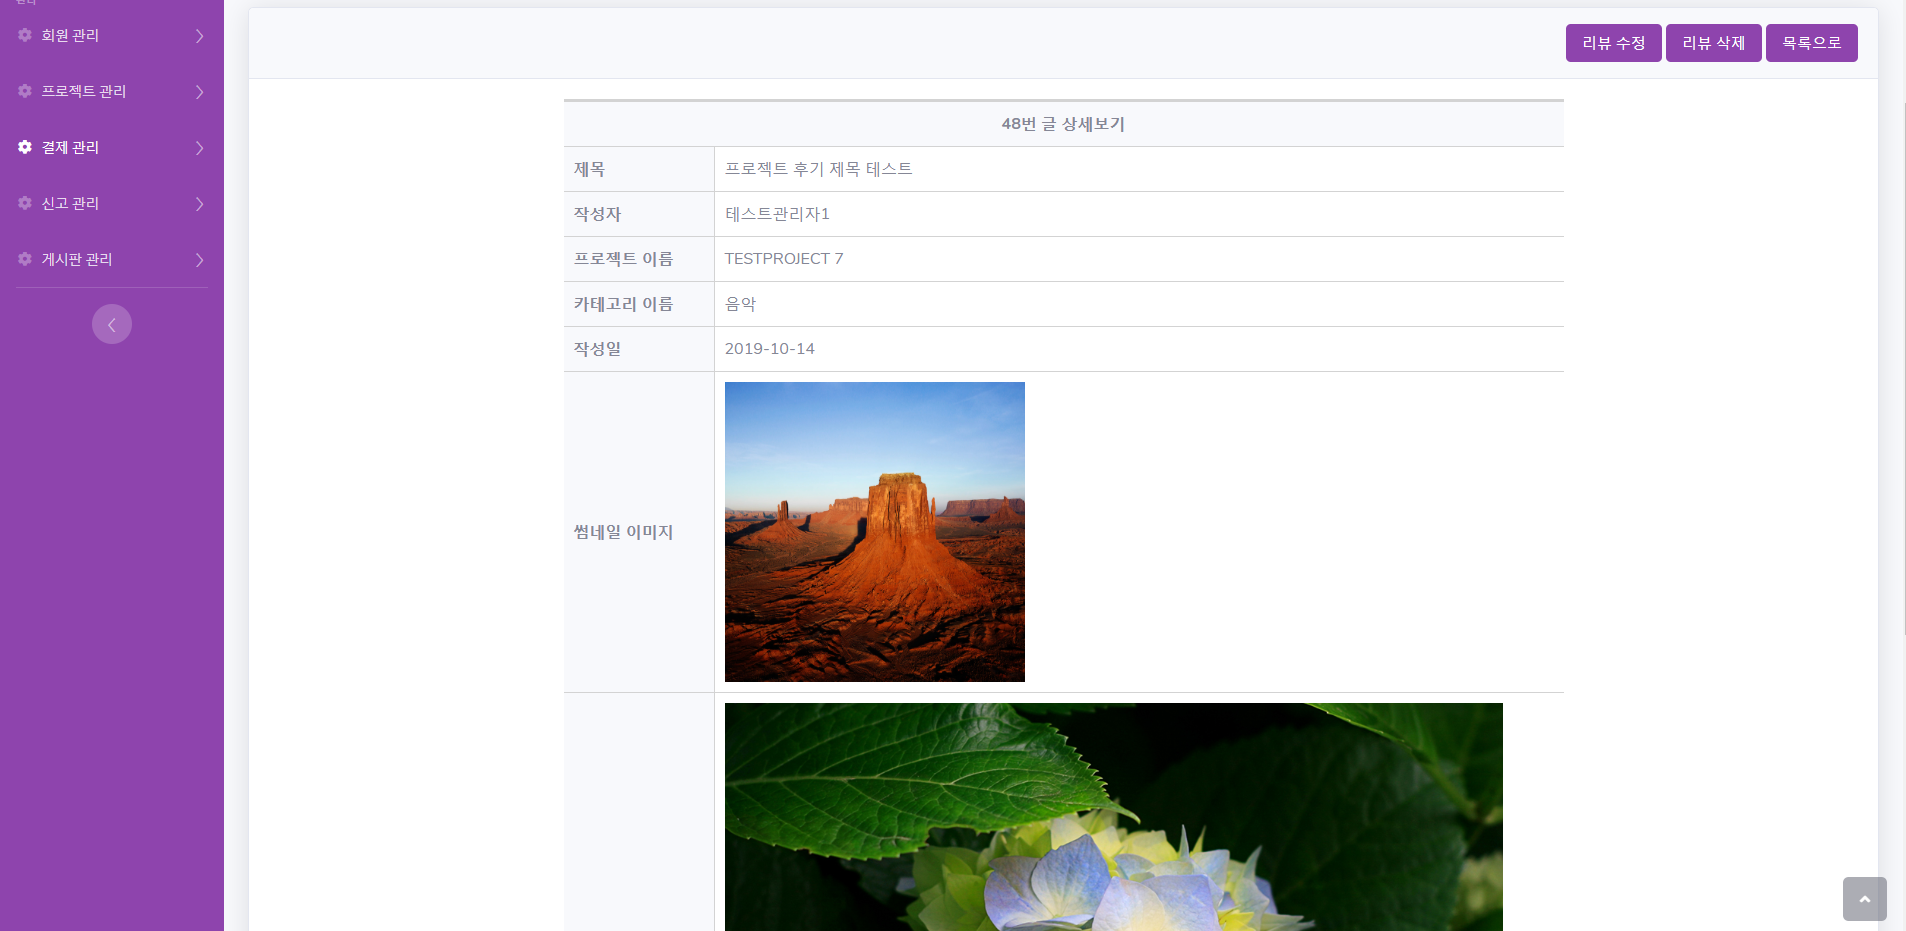 회원 관리
프로젝트 관리
결제 관리
신고 관리
게시판 관리
리뷰 수정
리뷰 삭제
목록으로
48번 글 상세보기
제목
프로젝트 후기 제목 테스트
작성자
테스트관리자1
프로젝트 이름
TESTPROJECT 7
카테고리 이름
음악
작성일
2019-10-14
썸네일 이미지